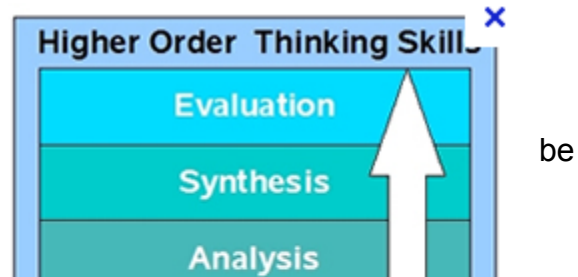 Higher Order Thinking Skills
Evaluation
be
Synthesis
Analysis